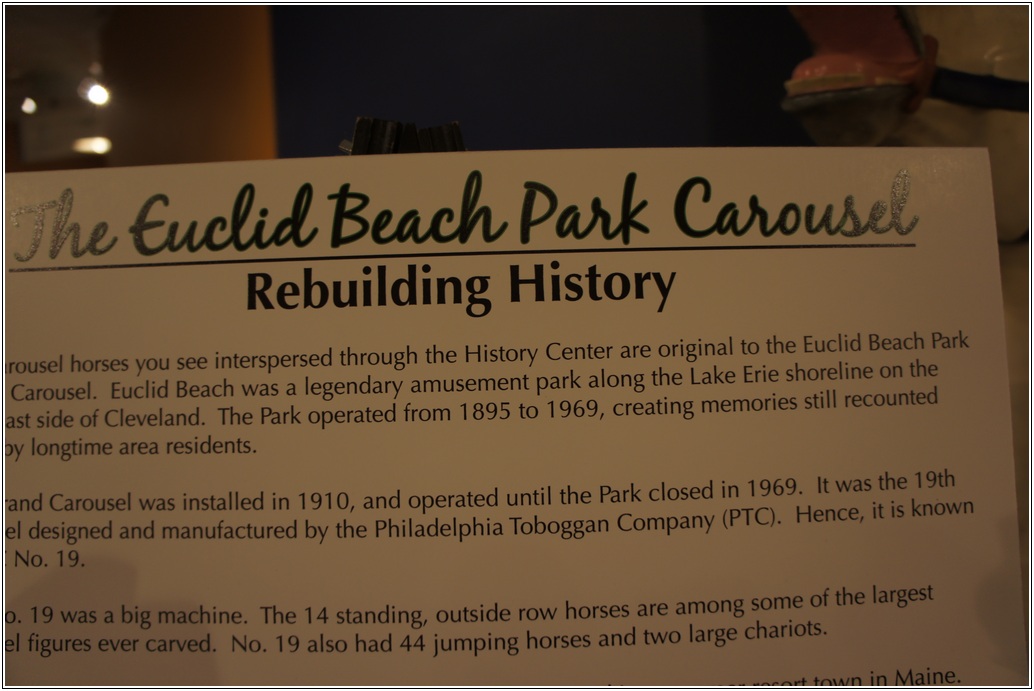 The Euclid Beach Park Carousel
Rebuilding History
horses you see interspersed through the History Center are original to the Euclid Beach Park
Carousel. Euclid Beach was a legendary amusement park along the Lake Erie shoreline on the
side of Cleveland. The Park operated from 1895 to 1969, creating memories still recounted
by longtime area residents.
Carousel was installed in 1910, and operated until the Park closed in 1969. It was the 19th
designed and manufactured by the Philadelphia Toboggan Company (PTC). Hence, it is known
No. 19.
19 was a big machine. The 14 standing, outside row horses are among some of the largest
figures ever carved. No. 19 also had 44 jumping horses and two large chariots.
resort town in Maine.